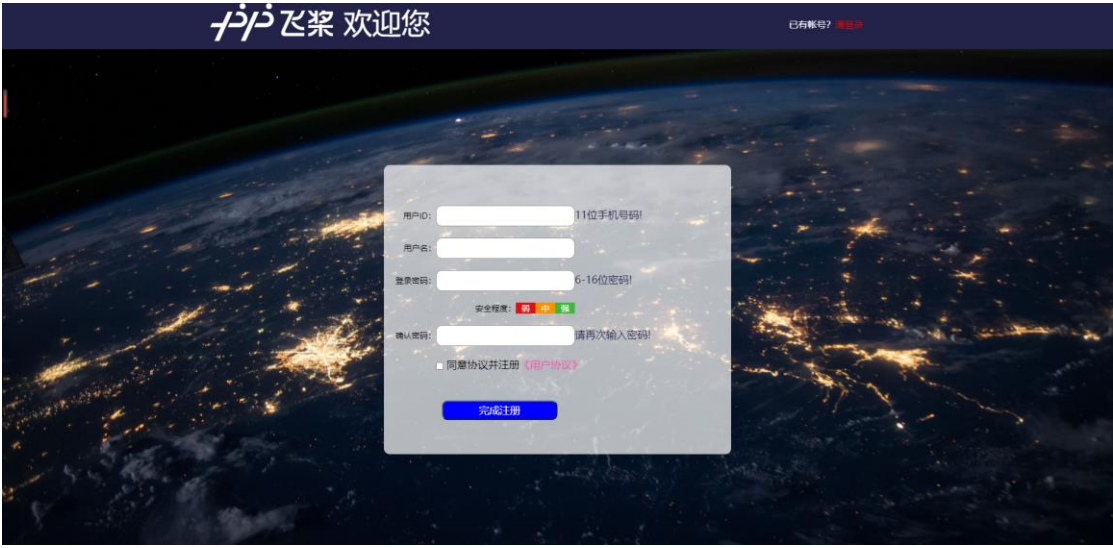 飞桨 欢迎您
已有帐号? 请登录
用户ID: 11位手机号码!
用户名:
登录密码: 6-16位密码!
安全程度: 弱 中 强
确认密码: 请再次输入密码!
同意协议并注册《用户协议》
完成注册